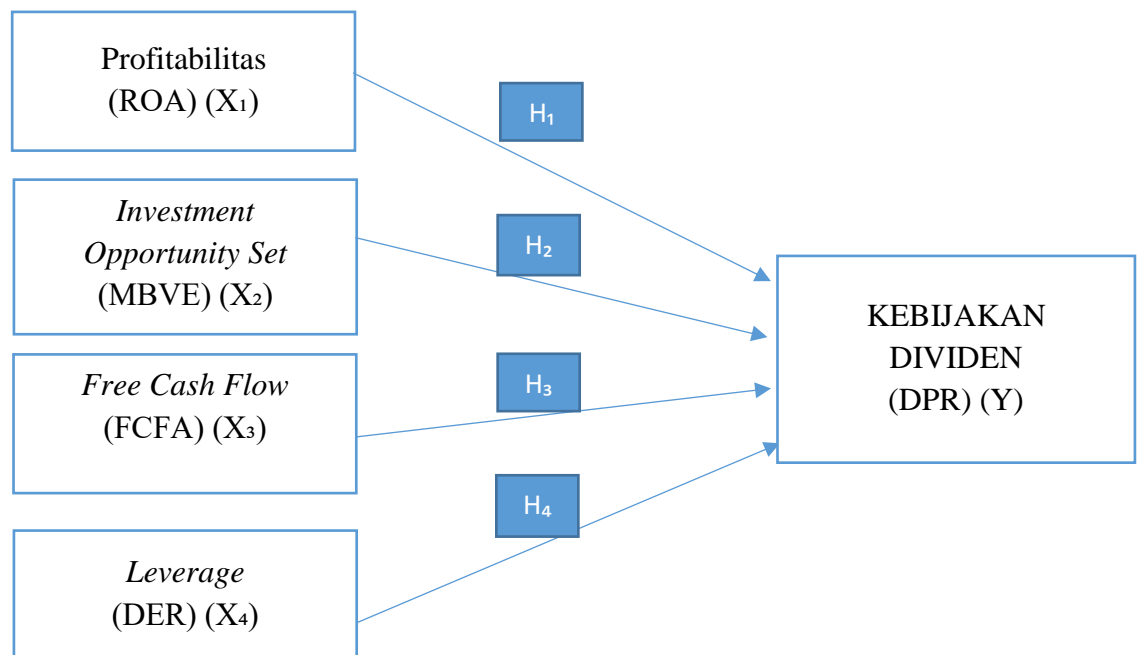 Profitabilitas
(ROA) (X₁)
H₁
Investment
Opportunity Set
(MBVE) (X₂)
H₂
Free Cash Flow
(FCFA) (X₃)
H₃
Leverage
(DER) (X₄)
H₄
KEBIJAKAN
DIVIDEN
(DPR) (Y)